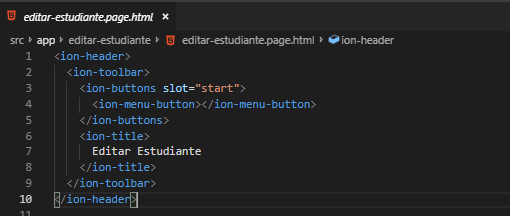 editar-estudiante.page.html ×
src > app > editar-estudiante > editar-estudiante.page.html > ion-header
1 <ion-header>
2 <ion-toolbar>
3 <ion-buttons slot="start">
4 <ion-menu-button></ion-menu-button>
5 </ion-buttons>
6 <ion-title>
7 Editar Estudiante
8 </ion-title>
9 </ion-toolbar>
10 </ion-header>
11